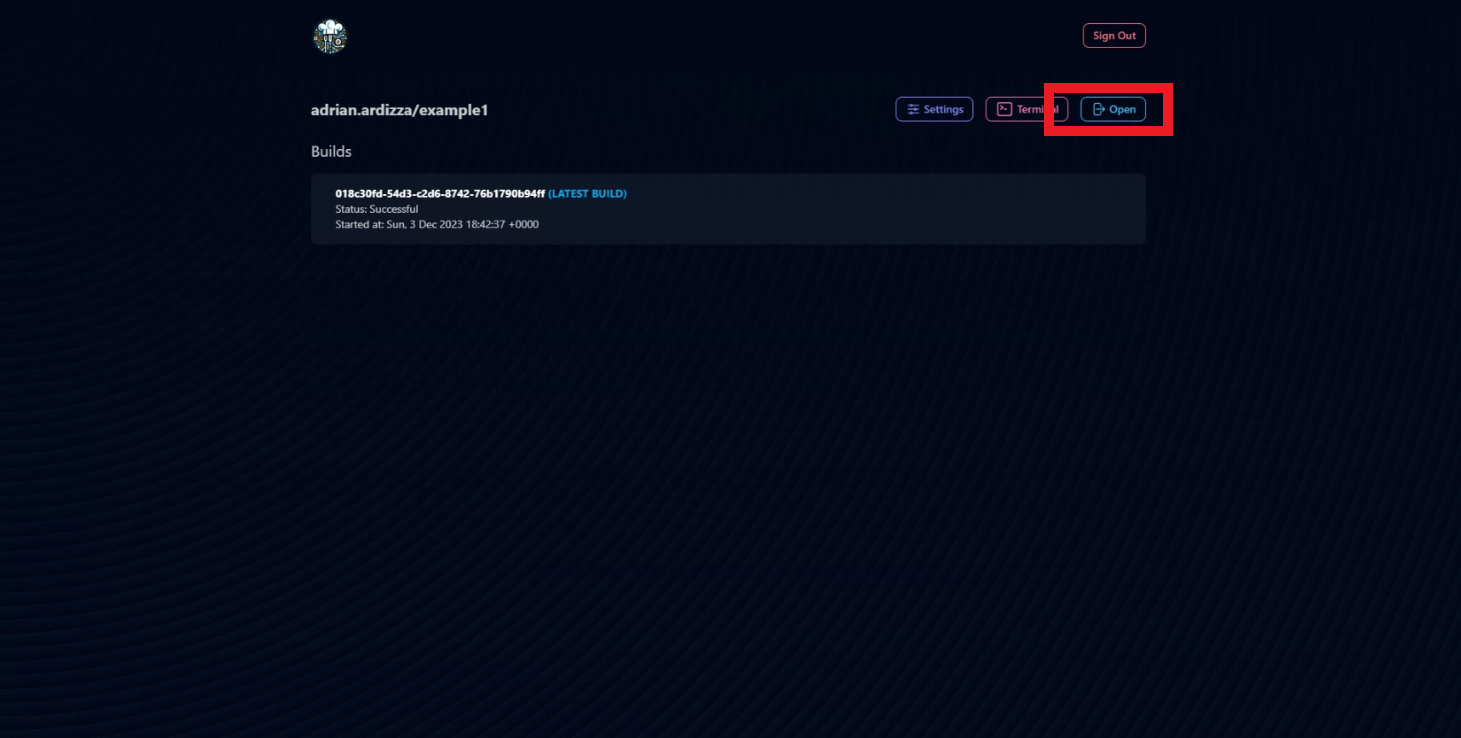 Sign Out
adrian.ardizza/example1
Settings
Terminal
Open
Builds
018c30fd-54d3-c2d6-8742-76b1790b94ff (LATEST BUILD)
Status: Successful
Started at: Sun, 3 Dec 2023 18:42:37 +0000